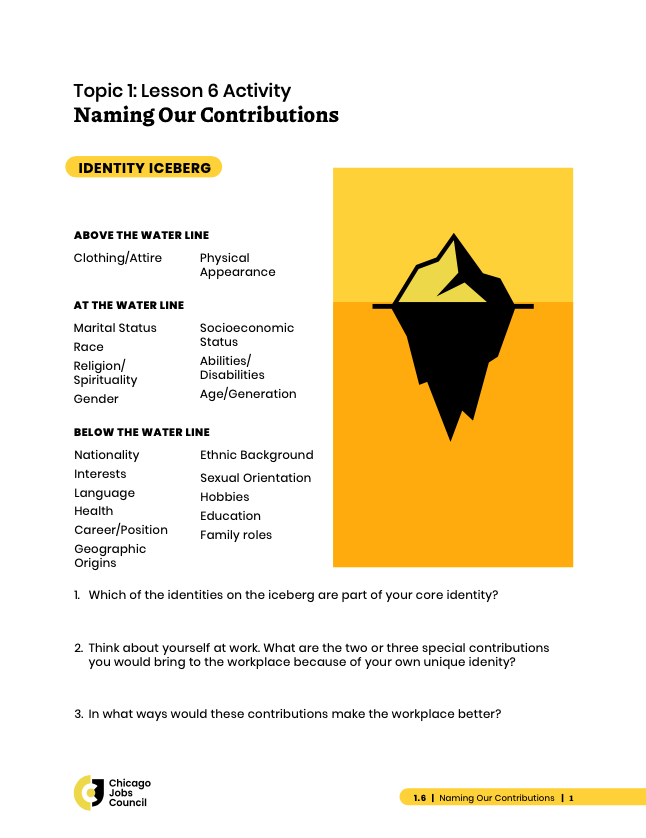 Topic 1: Lesson 6 Activity
Naming Our Contributions
IDENTITY ICEBERG
ABOVE THE WATER LINE
Clothing/Attire
Physical
Appearance
AT THE WATER LINE
Marital Status
Race
Religion/
Spirituality
Gender
Socioeconomic
Status
Abilities/
Disabilities
Age/Generation
BELOW THE WATER LINE
Nationality
Interests
Language
Health
Career/Position
Geographic
Origins
Ethnic Background
Sexual Orientation
Hobbies
Education
Family roles
1. Which of the identities on the iceberg are part of your core identity?
2. Think about yourself at work. What are the two or three special contributions
you would bring to the workplace because of your own unique idenity?
3. In what ways would these contributions make the workplace better?
Chicago
Jobs
Council
1.6 | Naming Our Contributions | 1